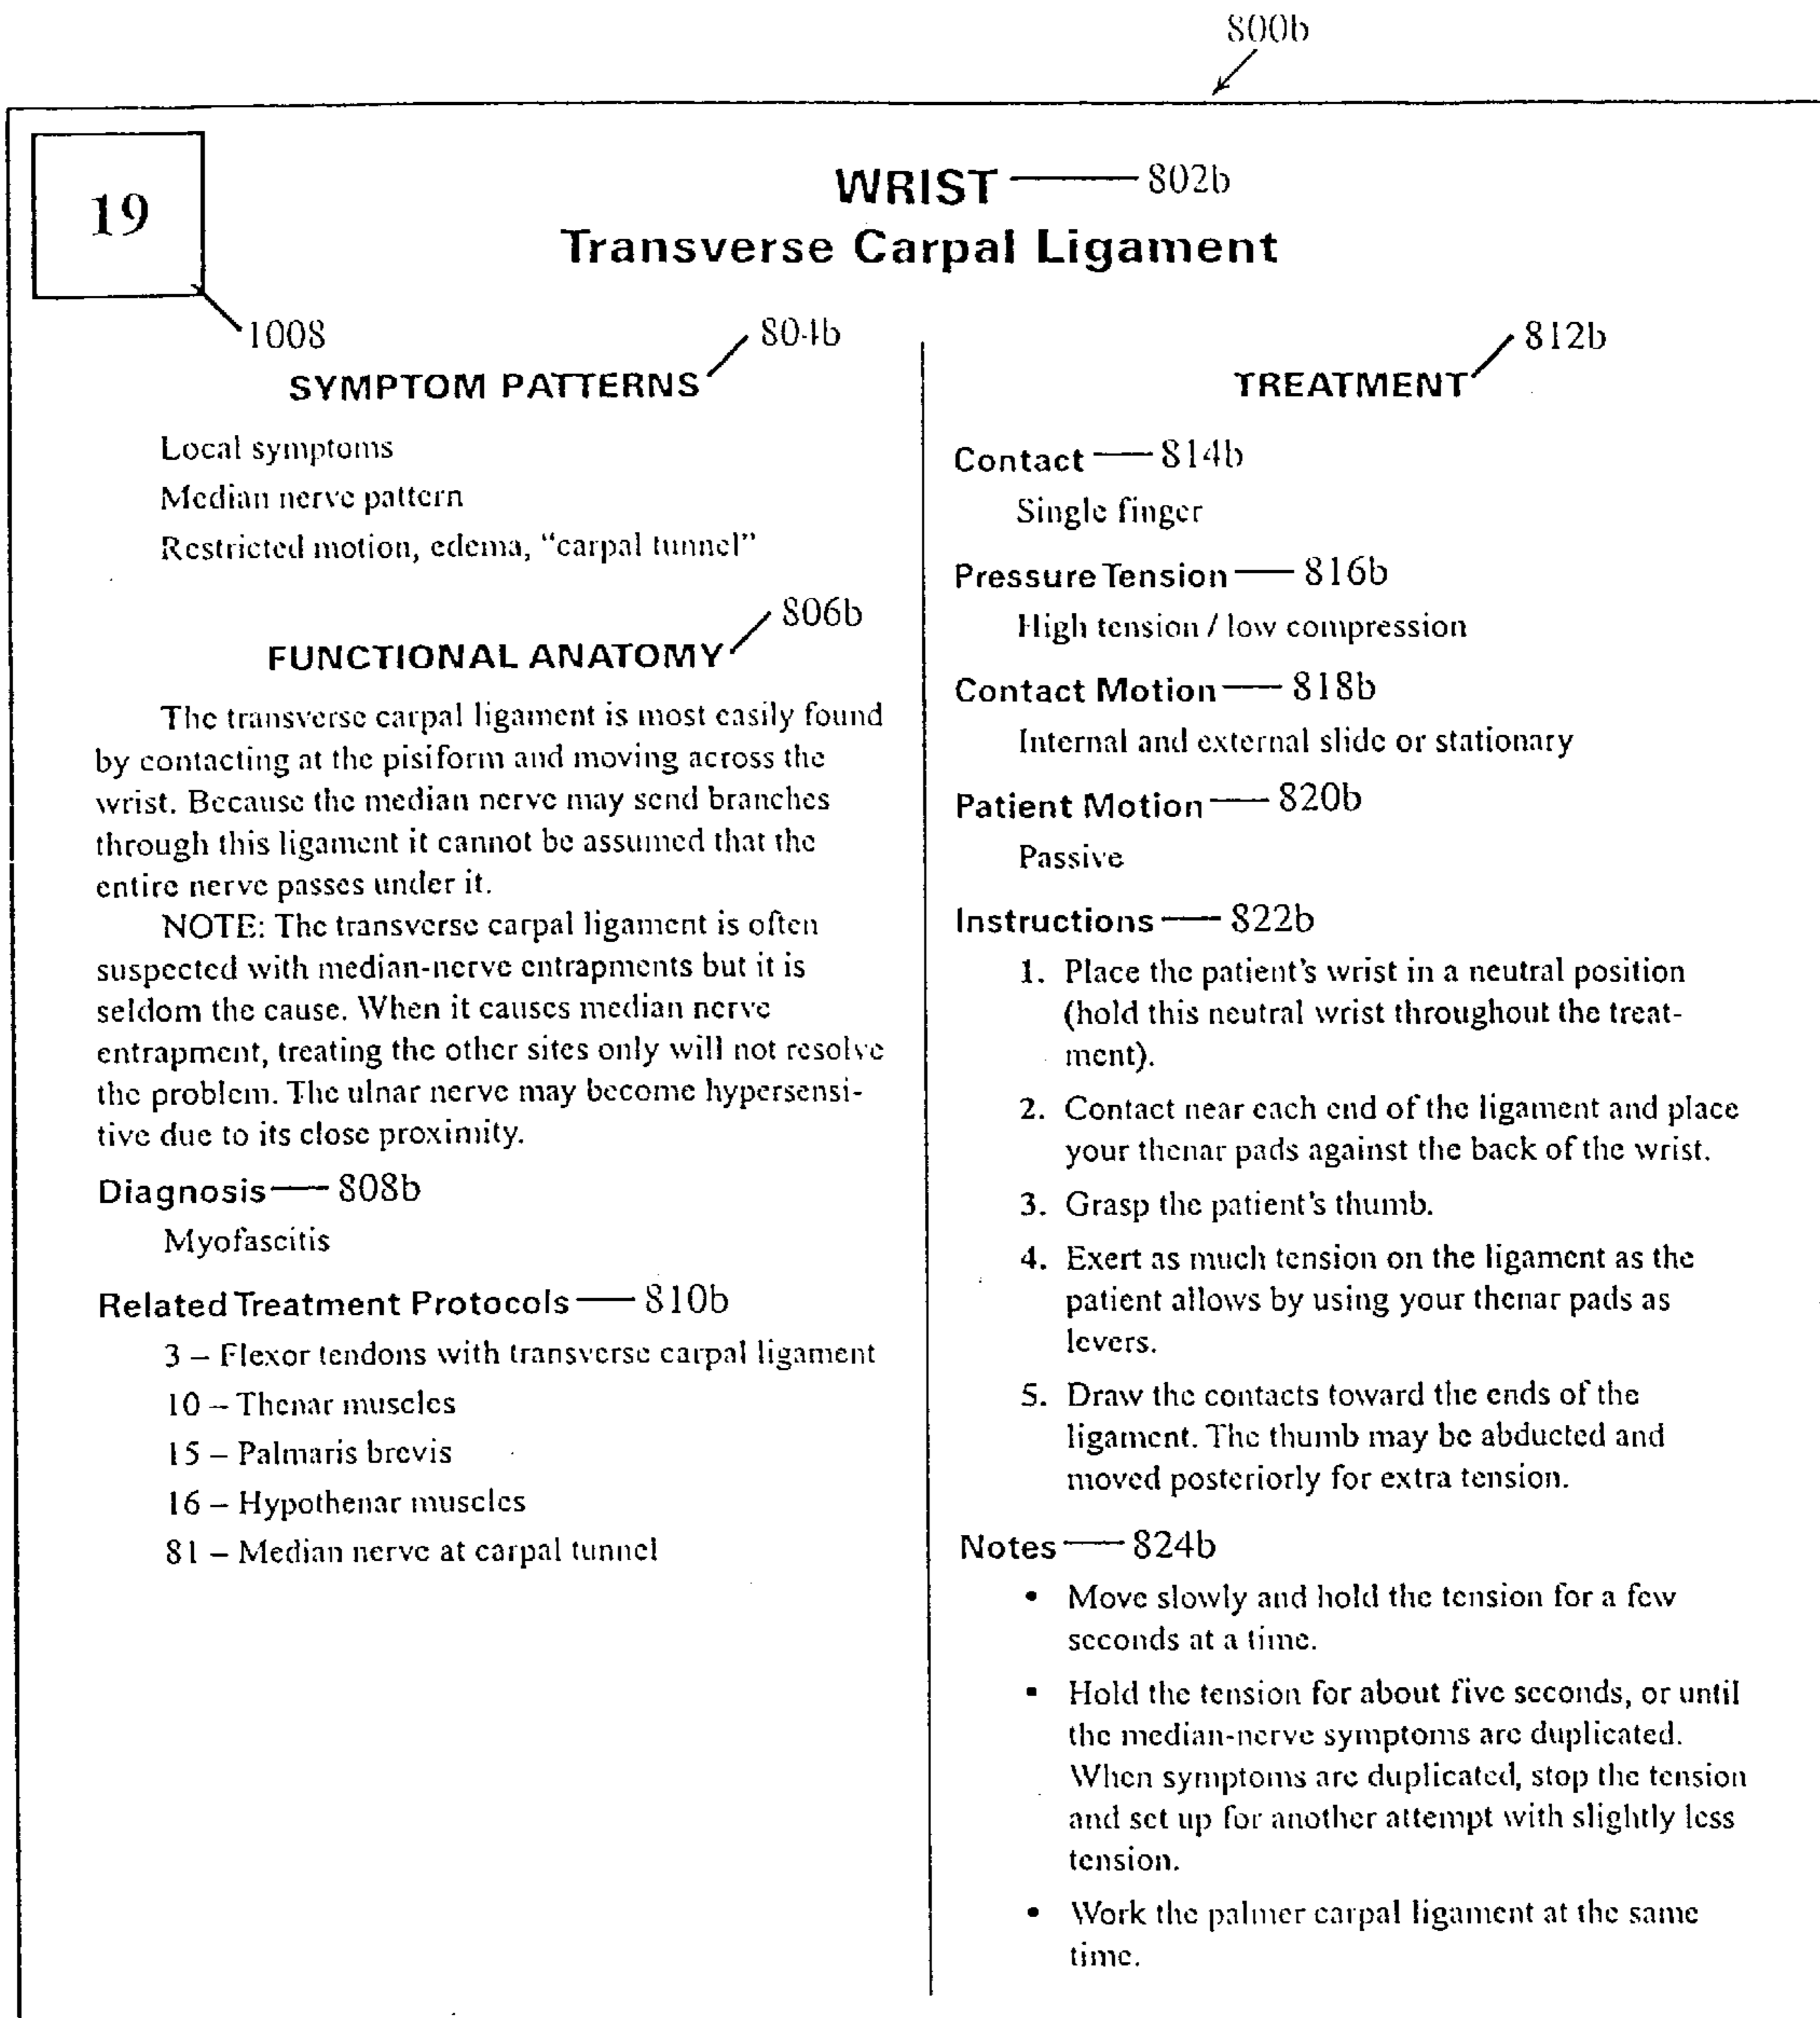 800b
19
WRIST 802b
Transverse Carpal Ligament
1008
804b
SYMPTOM PATTERNS
Local symptoms
Median nerve pattern
Restricted motion, edema, “carpal tunnel”
806b
FUNCTIONAL ANATOMY
The transverse carpal ligament is most easily found
by contacting at the pisiform and moving across the
wrist. Because the median nerve may send branches
through this ligament it cannot be assumed that the
entire nerve passes under it.
NOTE: The transverse carpal ligament is often
suspected with median-nerve entrapments but it is
seldom the cause. When it causes median nerve
entrapment, treating the other sites only will not resolve
the problem. The ulnar nerve may become hypersensi-
tive due to its close proximity.
Diagnosis 808b
Myofascitis
Related Treatment Protocols 810b
3 – Flexor tendons with transverse carpal ligament
10 – Thenar muscles
15 – Palmaris brevis
16 – Hypothenar muscles
81 – Median nerve at carpal tunnel
812b
TREATMENT
Contact 814b
Single finger
Pressure Tension 816b
High tension / low compression
Contact Motion 818b
Internal and external slide or stationary
Patient Motion 820b
Passive
Instructions 822b
1. Place the patient’s wrist in a neutral position
(hold this neutral wrist throughout the treat-
ment).
2. Contact near each end of the ligament and place
your thenar pads against the back of the wrist.
3. Grasp the patient’s thumb.
4. Exert as much tension on the ligament as the
patient allows by using your thenar pads as
levers.
5. Draw the contacts toward the ends of the
ligament. The thumb may be abducted and
moved posteriorly for extra tension.
Notes 824b
• Move slowly and hold the tension for a few
seconds at a time.
▪ Hold the tension for about five seconds, or until
the median-nerve symptoms are duplicated.
When symptoms are duplicated, stop the tension
and set up for another attempt with slightly less
tension.
• Work the palmer carpal ligament at the same
time.